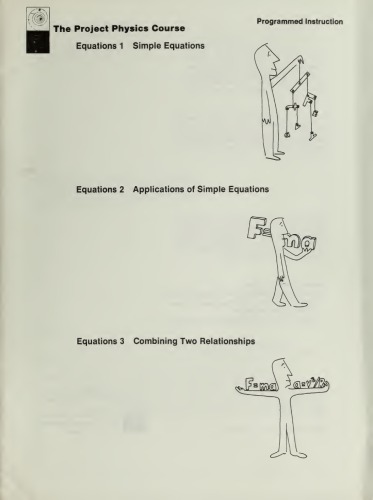 The Project Physics Course
Programmed Instruction
Equations 1 Simple Equations
Equations 2 Applications of Simple Equations
F=ma
Equations 3 Combining Two Relationships
F=ma a=v²/R